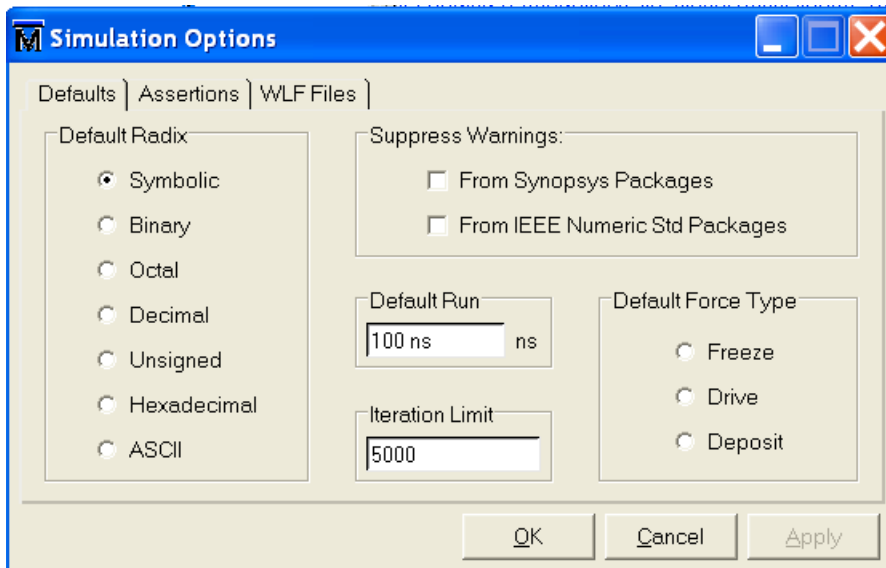 Simulation Options
Defaults
Assertions
WLF Files
Default Radix
Symbolic
Binary
Octal
Decimal
Unsigned
Hexadecimal
ASCII
Suppress Warnings:
From Synopsys Packages
From IEEE Numeric Std Packages
Default Run
100 ns
ns
Iteration Limit
5000
Default Force Type
Freeze
Drive
Deposit
OK
Cancel
Apply